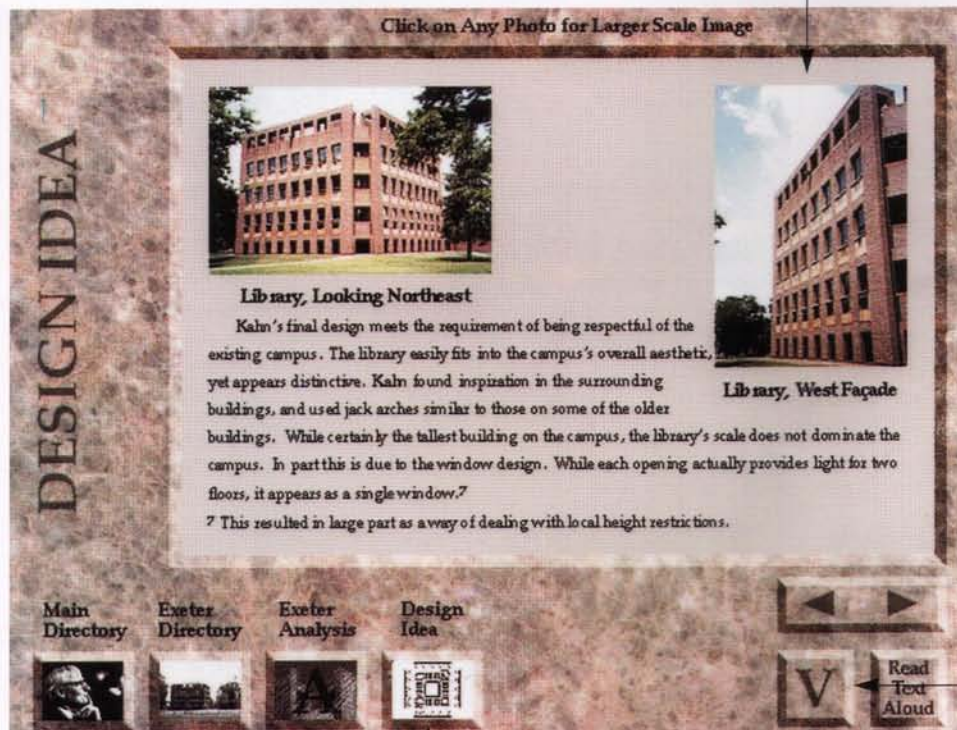 Click on Any Photo for Larger Scale Image
DESIGN IDEA
Library, Looking Northeast
Library, West Façade
Kahn's final design meets the requirement of being respectful of the
existing campus. The library easily fits into the campus's overall aesthetic,
yet appears distinctive. Kahn found inspiration in the surrounding
buildings, and used jack arches similar to those on some of the older
buildings. While certainly the tallest building on the campus, the library's scale does not dominate the
campus. In part this is due to the window design. While each opening actually provides light for two
floors, it appears as a single window.7
7 This resulted in large part as a way of dealing with local height restrictions.
Main
Directory
Exeter
Directory
Exeter
Analysis
Design
Idea
A
V
Read
Text
Aloud